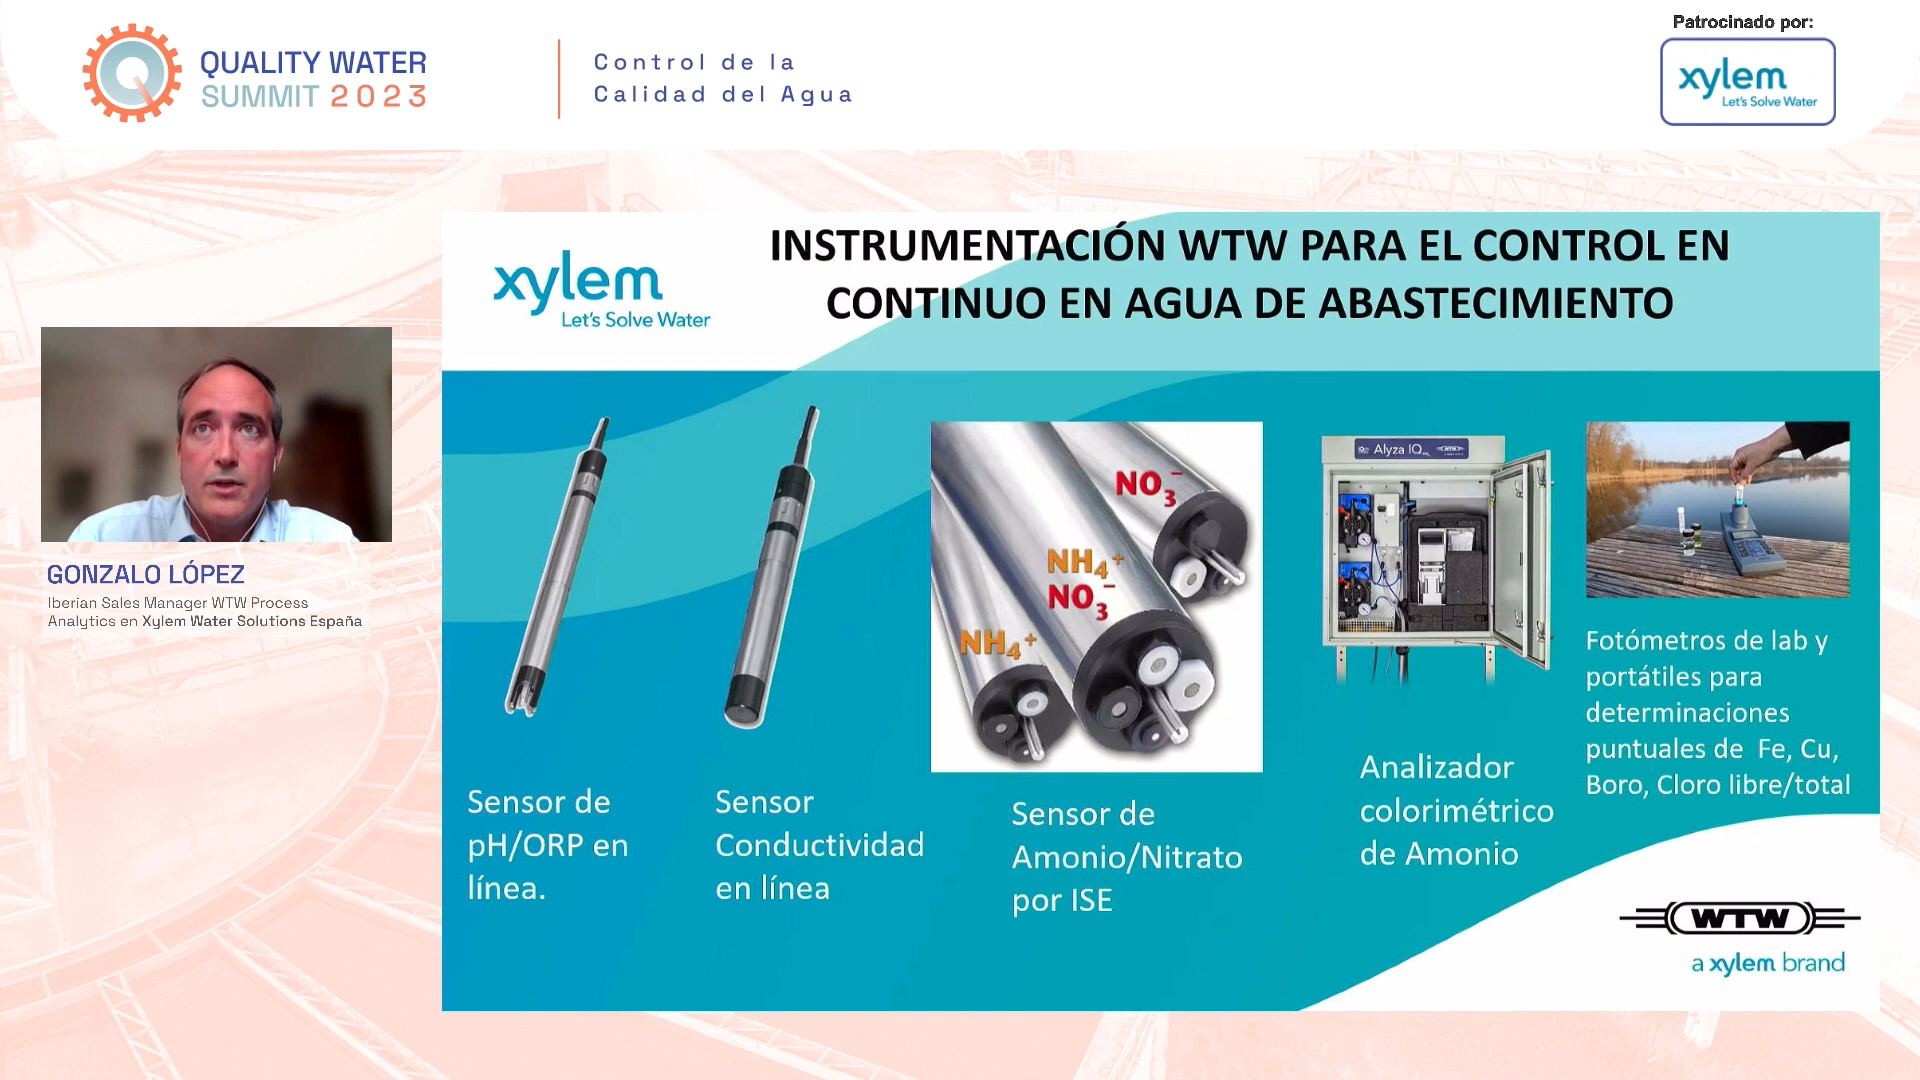 QUALITY WATER
SUMMIT 2023
Control de la
Calidad del Agua
Patrocinado por:
xylem
Let's Solve Water
xylem
Let's Solve Water
INSTRUMENTACIÓN WTW PARA EL CONTROL EN
CONTINUO EN AGUA DE ABASTECIMIENTO
GONZALO LÓPEZ
Iberian Sales Manager WTW Process
Analytics en Xylem Water Solutions España
NO3-
NH4+
NO3-
NH4+
Alyza IQ
Sensor de
pH/ORP en
línea.
Sensor
Conductividad
en línea
Sensor de
Amonio/Nitrato
por ISE
Analizador
colorimétrico
de Amonio
Fotómetros de lab y
portátiles para
determinaciones
puntuales de Fe, Cu,
Boro, Cloro libre/total
WTW
a xylem brand